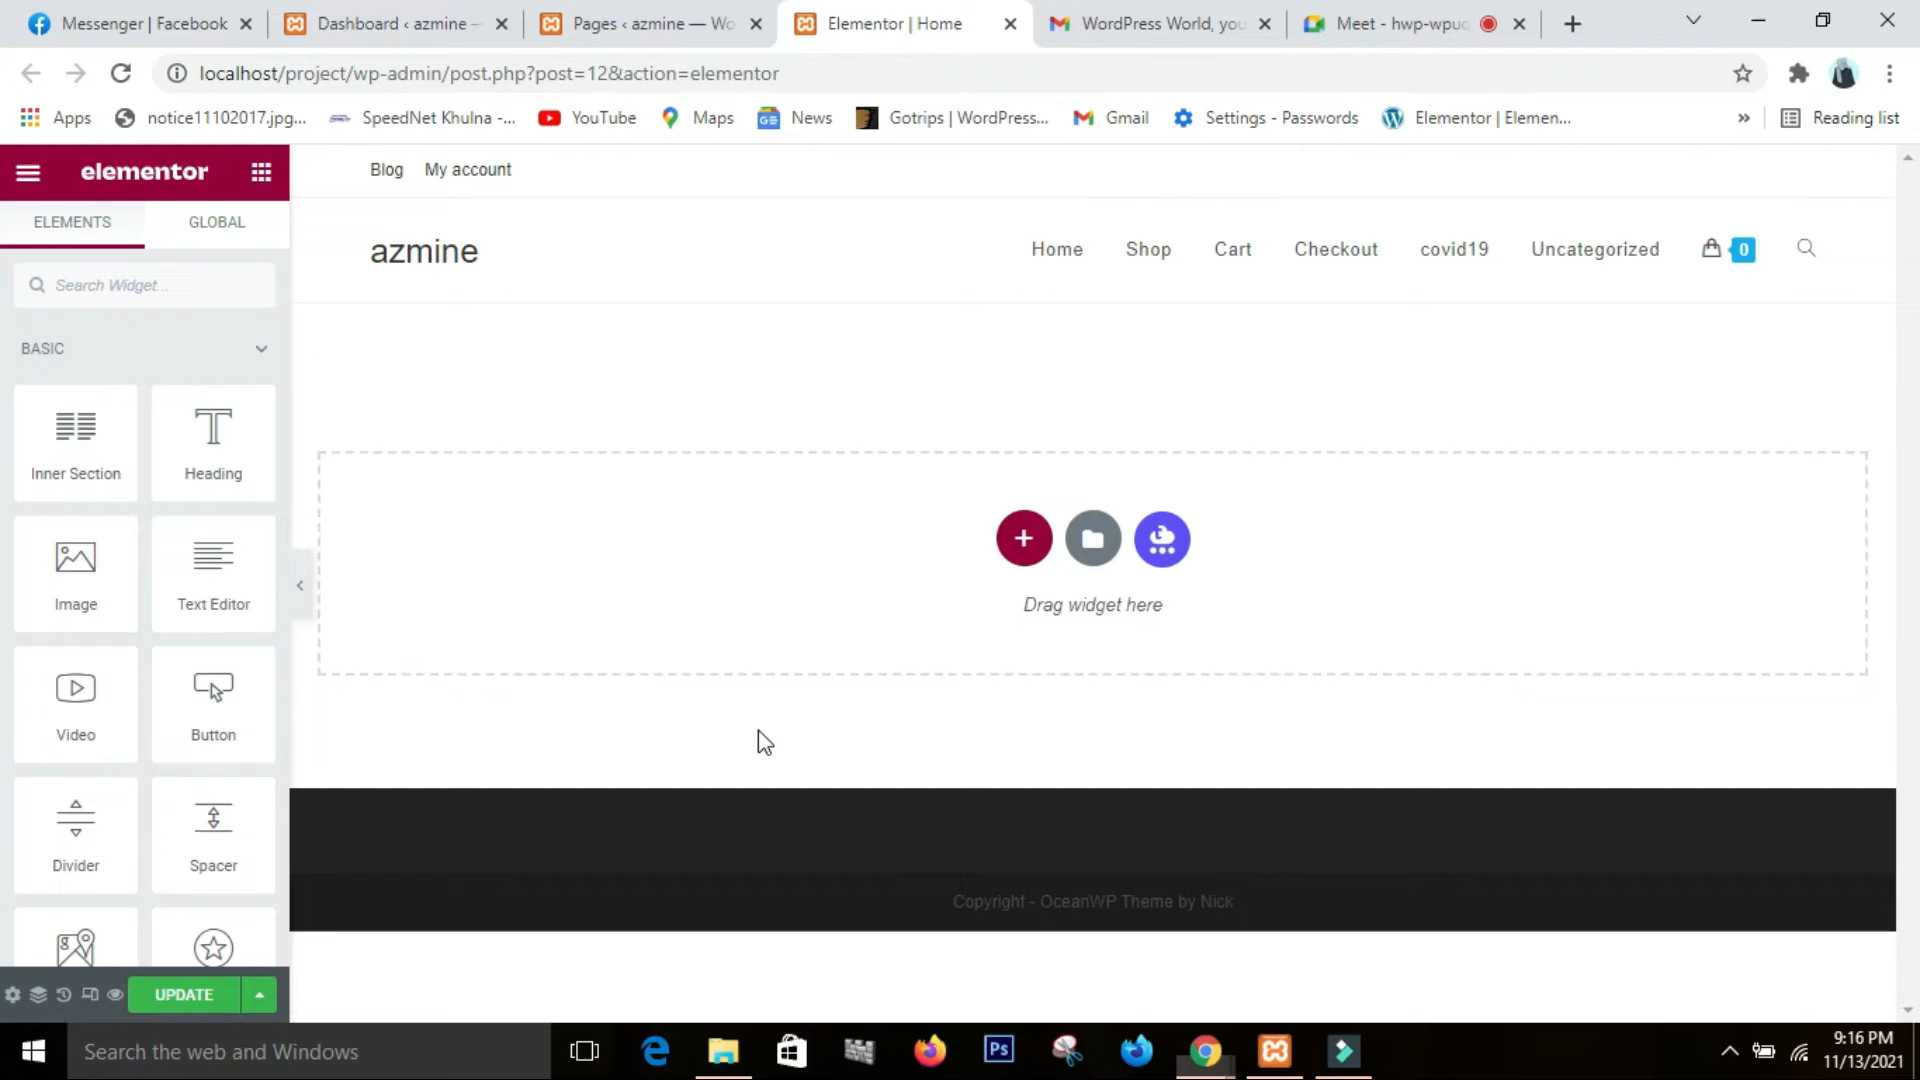 Messenger | Facebook
Dashboard ‹ azmine —
Pages ‹ azmine — Wo
Elementor | Home
WordPress World, you
Meet - hwp-wpuq
localhost/project/wp-admin/post.php?post=12&action=elementor
Apps
notice11102017.jpg...
SpeedNet Khulna -...
YouTube
Maps
News
Gotrips | WordPress...
Gmail
Settings - Passwords
Elementor | Elemen...
»
Reading list
elementor
Blog
My account
ELEMENTS
GLOBAL
azmine
Home
Shop
Cart
Checkout
covid19
Uncategorized
0
Search Widget...
BASIC
Inner Section
Heading
Image
Text Editor
Drag widget here
Video
Button
Divider
Spacer
Copyright - OceanWP Theme by Nick
UPDATE
Search the web and Windows
Ps
9:16 PM
11/13/2021